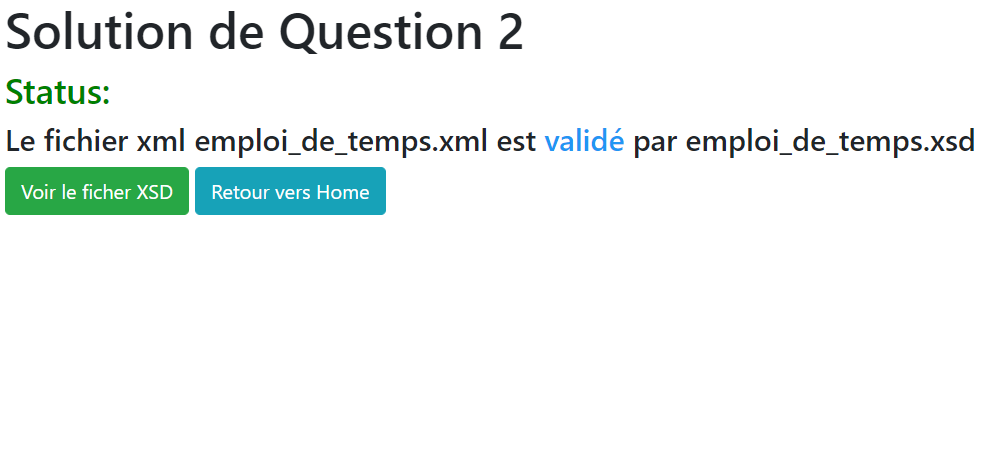 Solution de Question 2
Status:
Le fichier xml emploi_de_temps.xml est validé par emploi_de_temps.xsd
Voir le ficher XSD Retour vers Home